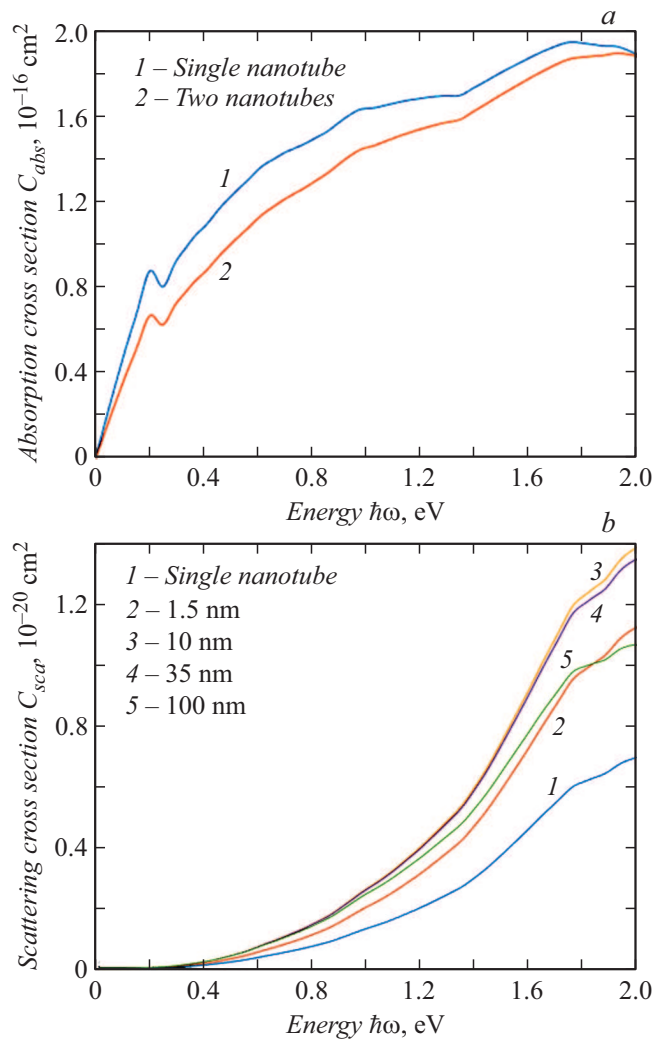 a
2.0
1.6
1.2
0.8
0.4
0
Absorption cross section C_abs, 10⁻¹⁶ cm²
1 – Single nanotube
2 – Two nanotubes
1
2
0
0.4
0.8
1.2
1.6
2.0
Energy ħω, eV
b
1.2
0.8
0.4
0
Scattering cross section C_sca, 10⁻²⁰ cm²
1 – Single nanotube
2 – 1.5 nm
3 – 10 nm
4 – 35 nm
5 – 100 nm
3
4
5
2
1
0
0.4
0.8
1.2
1.6
2.0
Energy ħω, eV